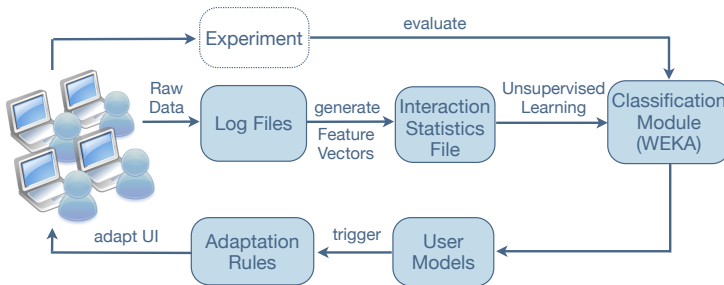 evaluate
Experiment
Raw
Data
Log Files
generate
Feature
Vectors
Interaction
Statistics
File
Unsupervised
Learning
Classification
Module
(WEKA)
adapt UI
Adaptation
Rules
trigger
User
Models